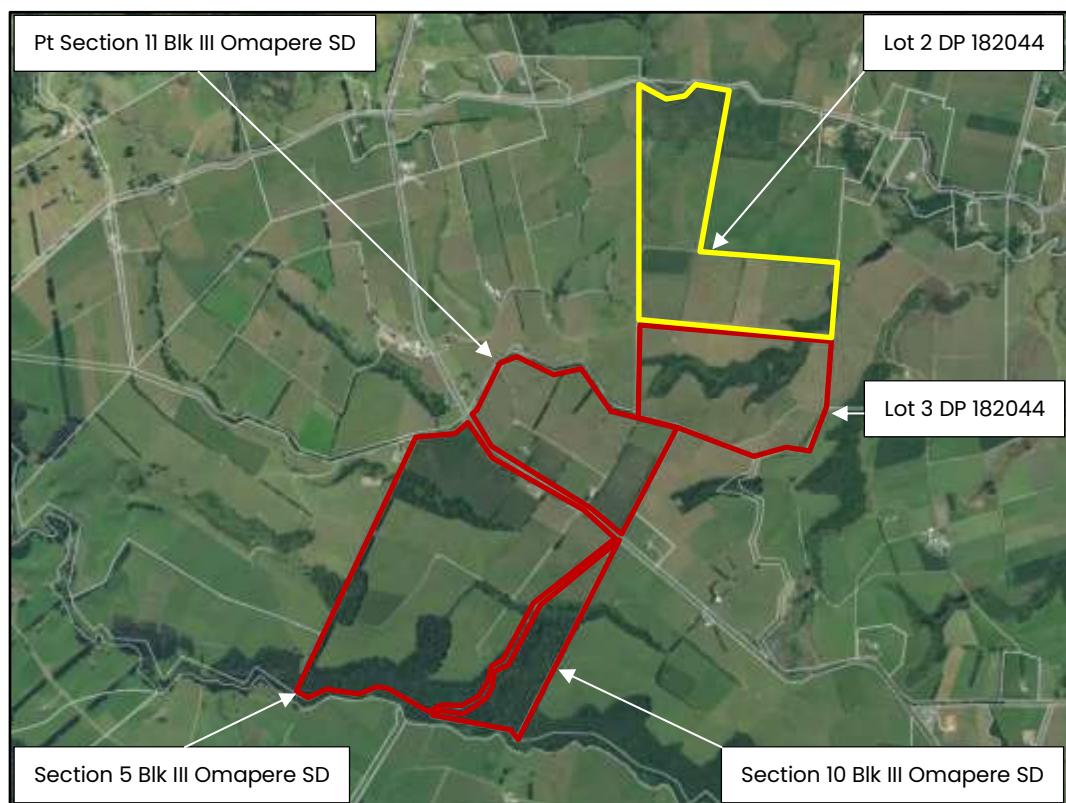 Pt Section 11 Blk III Omapere SD
Lot 2 DP 182044
Lot 3 DP 182044
Section 5 Blk III Omapere SD
Section 10 Blk III Omapere SD